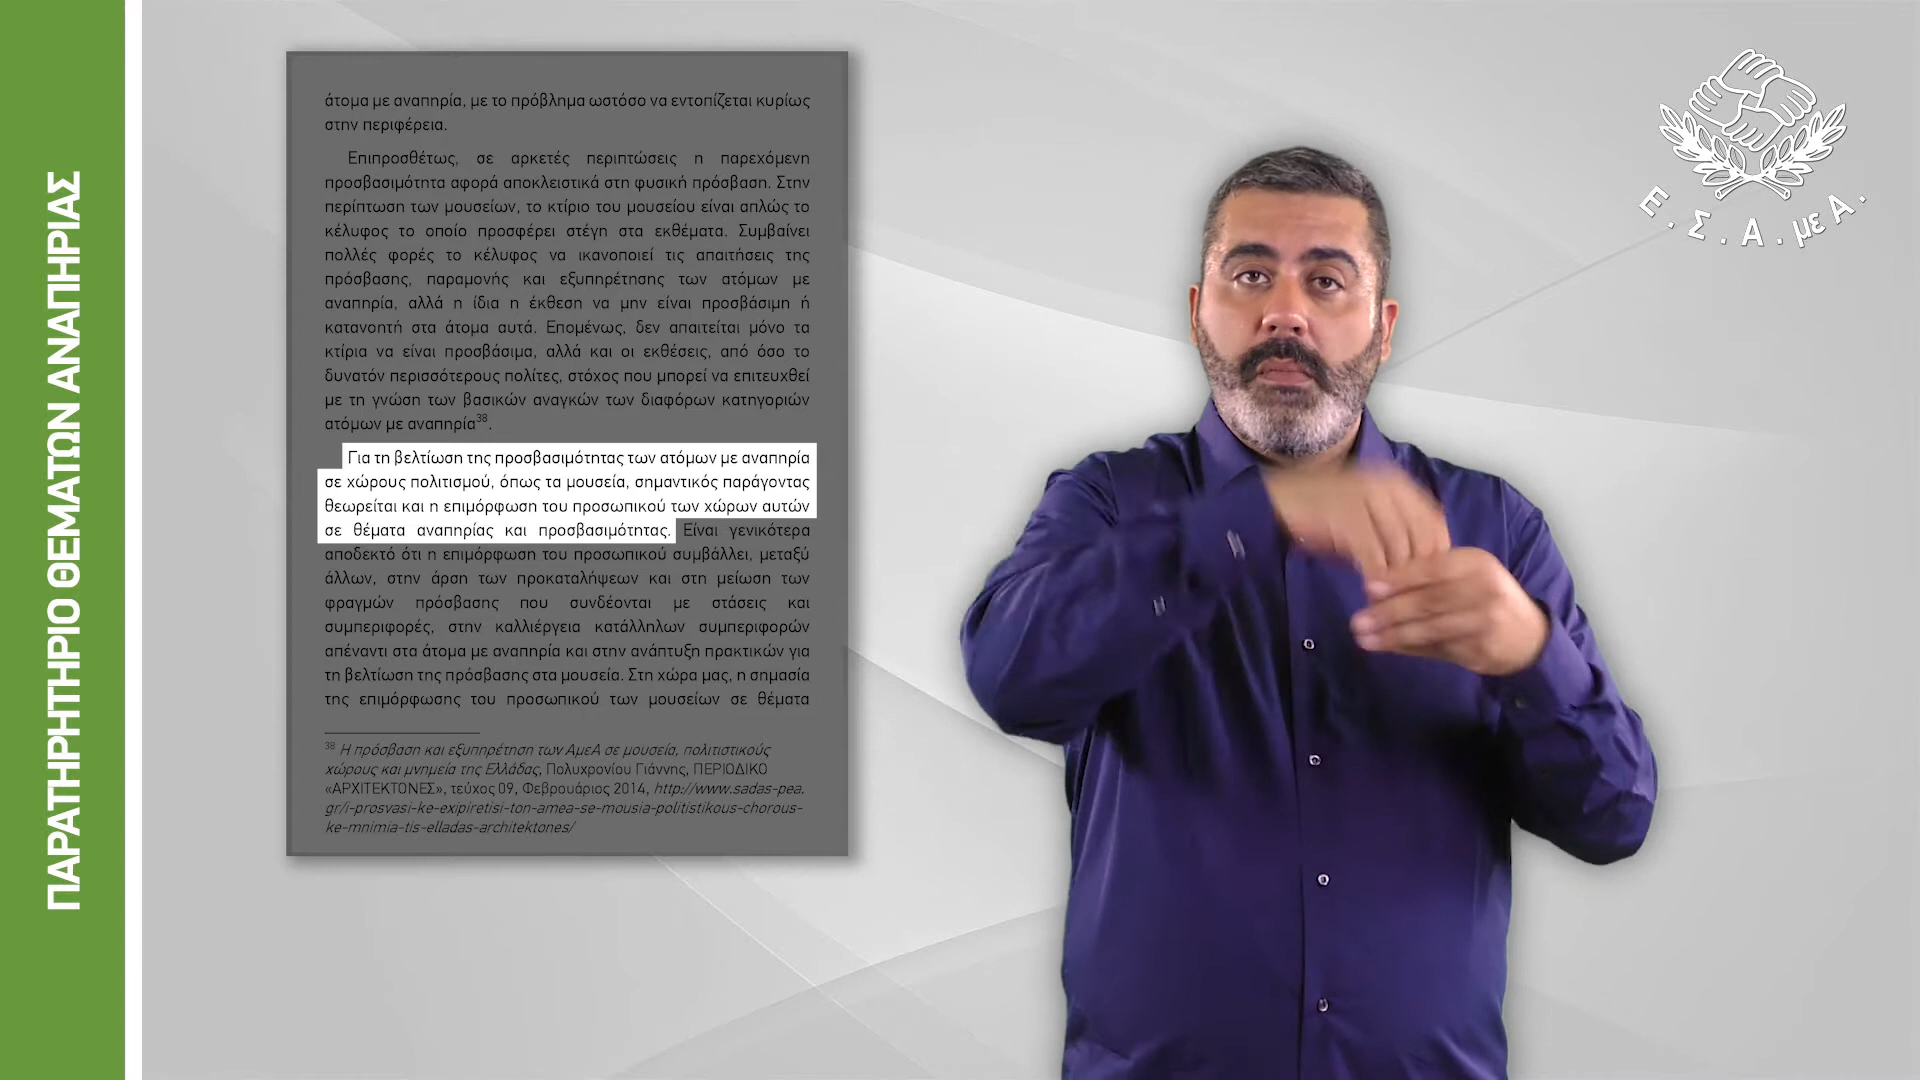 ΠΑΡΑΤΗΡΗΤΗΡΙΟ ΘΕΜΑΤΩΝ ΑΝΑΠΗΡΙΑΣ
άτομα με αναπηρία, με το πρόβλημα ωστόσο να εντοπίζεται κυρίως
στην περιφέρεια.
Επιπροσθέτως, σε αρκετές περιπτώσεις η παρεχόμενη
προσβασιμότητα αφορά αποκλειστικά στη φυσική πρόσβαση. Στην
περίπτωση των μουσείων, το κτίριο του μουσείου είναι απλώς το
κέλυφος το οποίο προσφέρει στέγη στα εκθέματα. Συμβαίνει
πολλές φορές το κέλυφος να ικανοποιεί τις απαιτήσεις της
πρόσβασης, παραμονής και εξυπηρέτησης των ατόμων με
αναπηρία, αλλά η ίδια η έκθεση να μην είναι προσβάσιμη ή
κατανοητή στα άτομα αυτά. Επομένως, δεν απαιτείται μόνο τα
κτίρια να είναι προσβάσιμα, αλλά και οι εκθέσεις, από όσο το
δυνατόν περισσότερους πολίτες, στόχος που μπορεί να επιτευχθεί
με τη γνώση των βασικών αναγκών των διαφόρων κατηγοριών
ατόμων με αναπηρία38.
Για τη βελτίωση της προσβασιμότητας των ατόμων με αναπηρία
σε χώρους πολιτισμού, όπως τα μουσεία, σημαντικός παράγοντας
θεωρείται και η επιμόρφωση του προσωπικού των χώρων αυτών
σε θέματα αναπηρίας και προσβασιμότητας. Είναι γενικότερα
αποδεκτό ότι η επιμόρφωση του προσωπικού συμβάλλει, μεταξύ
άλλων, στην άρση των προκαταλήψεων και στη μείωση των
φραγμών πρόσβασης που συνδέονται με στάσεις και
συμπεριφορές, στην καλλιέργεια κατάλληλων συμπεριφορών
απέναντι στα άτομα με αναπηρία και στην ανάπτυξη πρακτικών για
τη βελτίωση της πρόσβασης στα μουσεία. Στη χώρα μας, η σημασία
της επιμόρφωσης του προσωπικού των μουσείων σε θέματα
38 Η πρόσβαση και εξυπηρέτηση των ΑμεΑ σε μουσεία, πολιτιστικούς
χώρους και μνημεία της Ελλάδας, Πολυχρονίου Γιάννης, ΠΕΡΙΟΔΙΚΟ
«ΑΡΧΙΤΕΚΤΟΝΕΣ», τεύχος 09, Φεβρουάριος 2014, http://www.sadas-pea.
gr/i-prosvasi-ke-exipiretisi-ton-amea-se-mousia-politistikous-chorous-
ke-mnimia-tis-elladas-architektones/
Ε.Σ.Α.μεΑ.